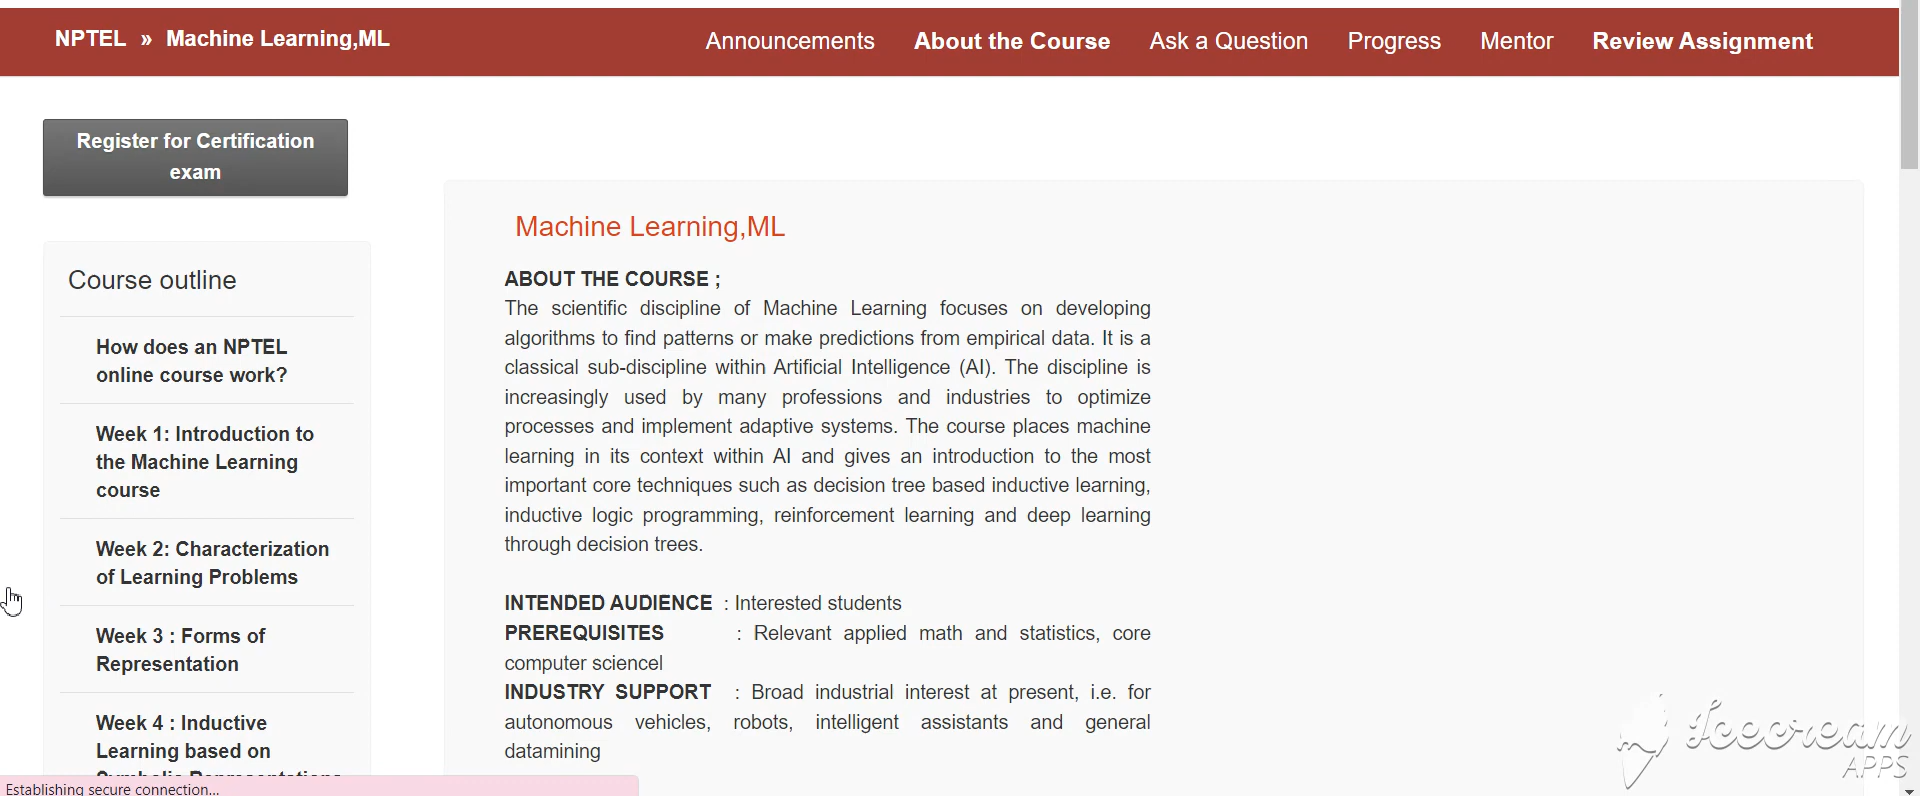 NPTEL » Machine Learning,ML
Announcements About the Course Ask a Question Progress Mentor Review Assignment
Register for Certification
exam
Course outline
How does an NPTEL
online course work?
Week 1: Introduction to
the Machine Learning
course
Week 2: Characterization
of Learning Problems
Week 3 : Forms of
Representation
Week 4 : Inductive
Learning based on
Symbolic Representations
Machine Learning,ML
ABOUT THE COURSE ;
The scientific discipline of Machine Learning focuses on developing
algorithms to find patterns or make predictions from empirical data. It is a
classical sub-discipline within Artificial Intelligence (AI). The discipline is
increasingly used by many professions and industries to optimize
processes and implement adaptive systems. The course places machine
learning in its context within AI and gives an introduction to the most
important core techniques such as decision tree based inductive learning,
inductive logic programming, reinforcement learning and deep learning
through decision trees.
INTENDED AUDIENCE : Interested students
PREREQUISITES : Relevant applied math and statistics, core
computer sciencel
INDUSTRY SUPPORT : Broad industrial interest at present, i.e. for
autonomous vehicles, robots, intelligent assistants and general
datamining
Establishing secure connection...
Icecream
APPS